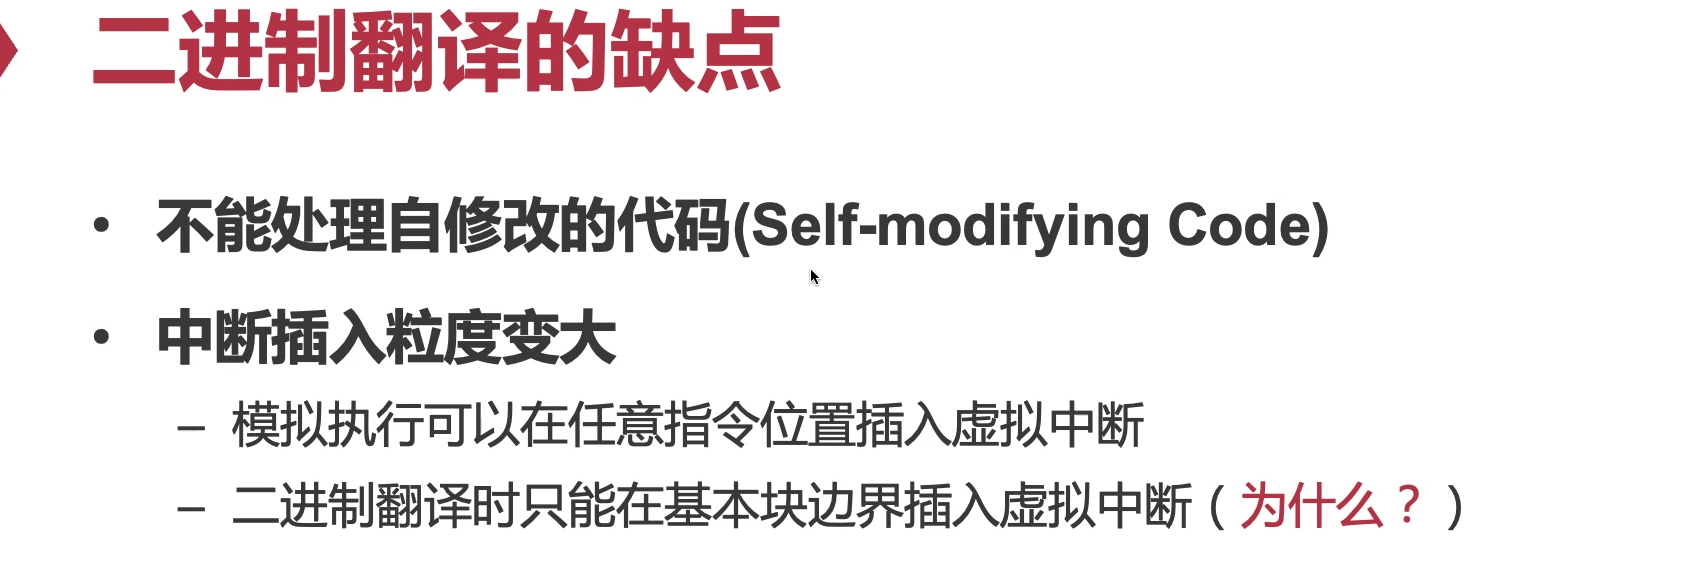 二进制翻译的缺点
• 不能处理自修改的代码(Self-modifying Code)
• 中断插入粒度变大
– 模拟执行可以在任意指令位置插入虚拟中断
– 二进制翻译时只能在基本块边界插入虚拟中断（为什么？）